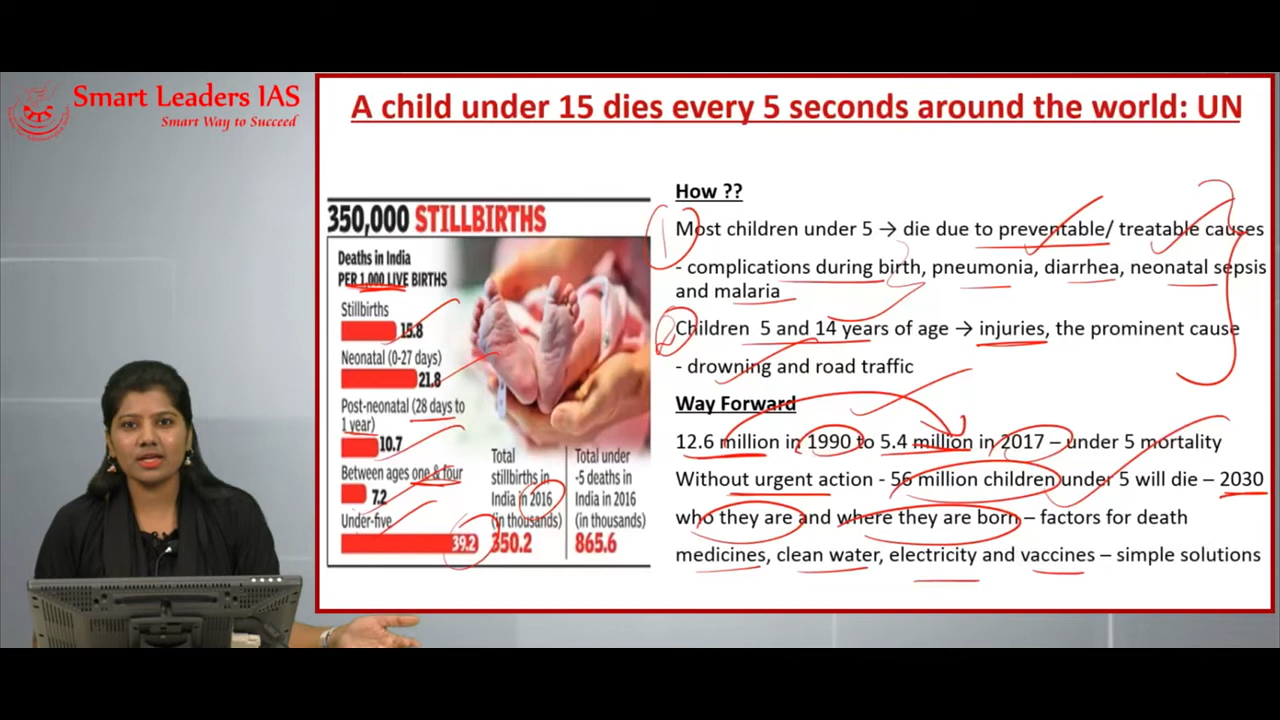 Smart Leaders IAS
Smart Way to Succeed
A child under 15 dies every 5 seconds around the world: UN
350,000 STILLBIRTHS
Deaths in India
PER 1,000 LIVE BIRTHS
Stillbirths
15.8
Neonatal (0-27 days)
21.8
Post-neonatal (28 days to
1 year)
10.7
Between ages one & four
7.2
Under-five
39.2
Total
stillbirths in
India in 2016
(in thousands)
350.2
Total under
-5 deaths in
India in 2016
(in thousands)
865.6
How ??
1
Most children under 5 → die due to preventable/ treatable causes
- complications during birth, pneumonia, diarrhea, neonatal sepsis
and malaria
2
Children 5 and 14 years of age → injuries, the prominent cause
- drowning and road traffic
Way Forward
12.6 million in 1990 to 5.4 million in 2017 – under 5 mortality
Without urgent action - 56 million children under 5 will die – 2030
who they are and where they are born – factors for death
medicines, clean water, electricity and vaccines – simple solutions